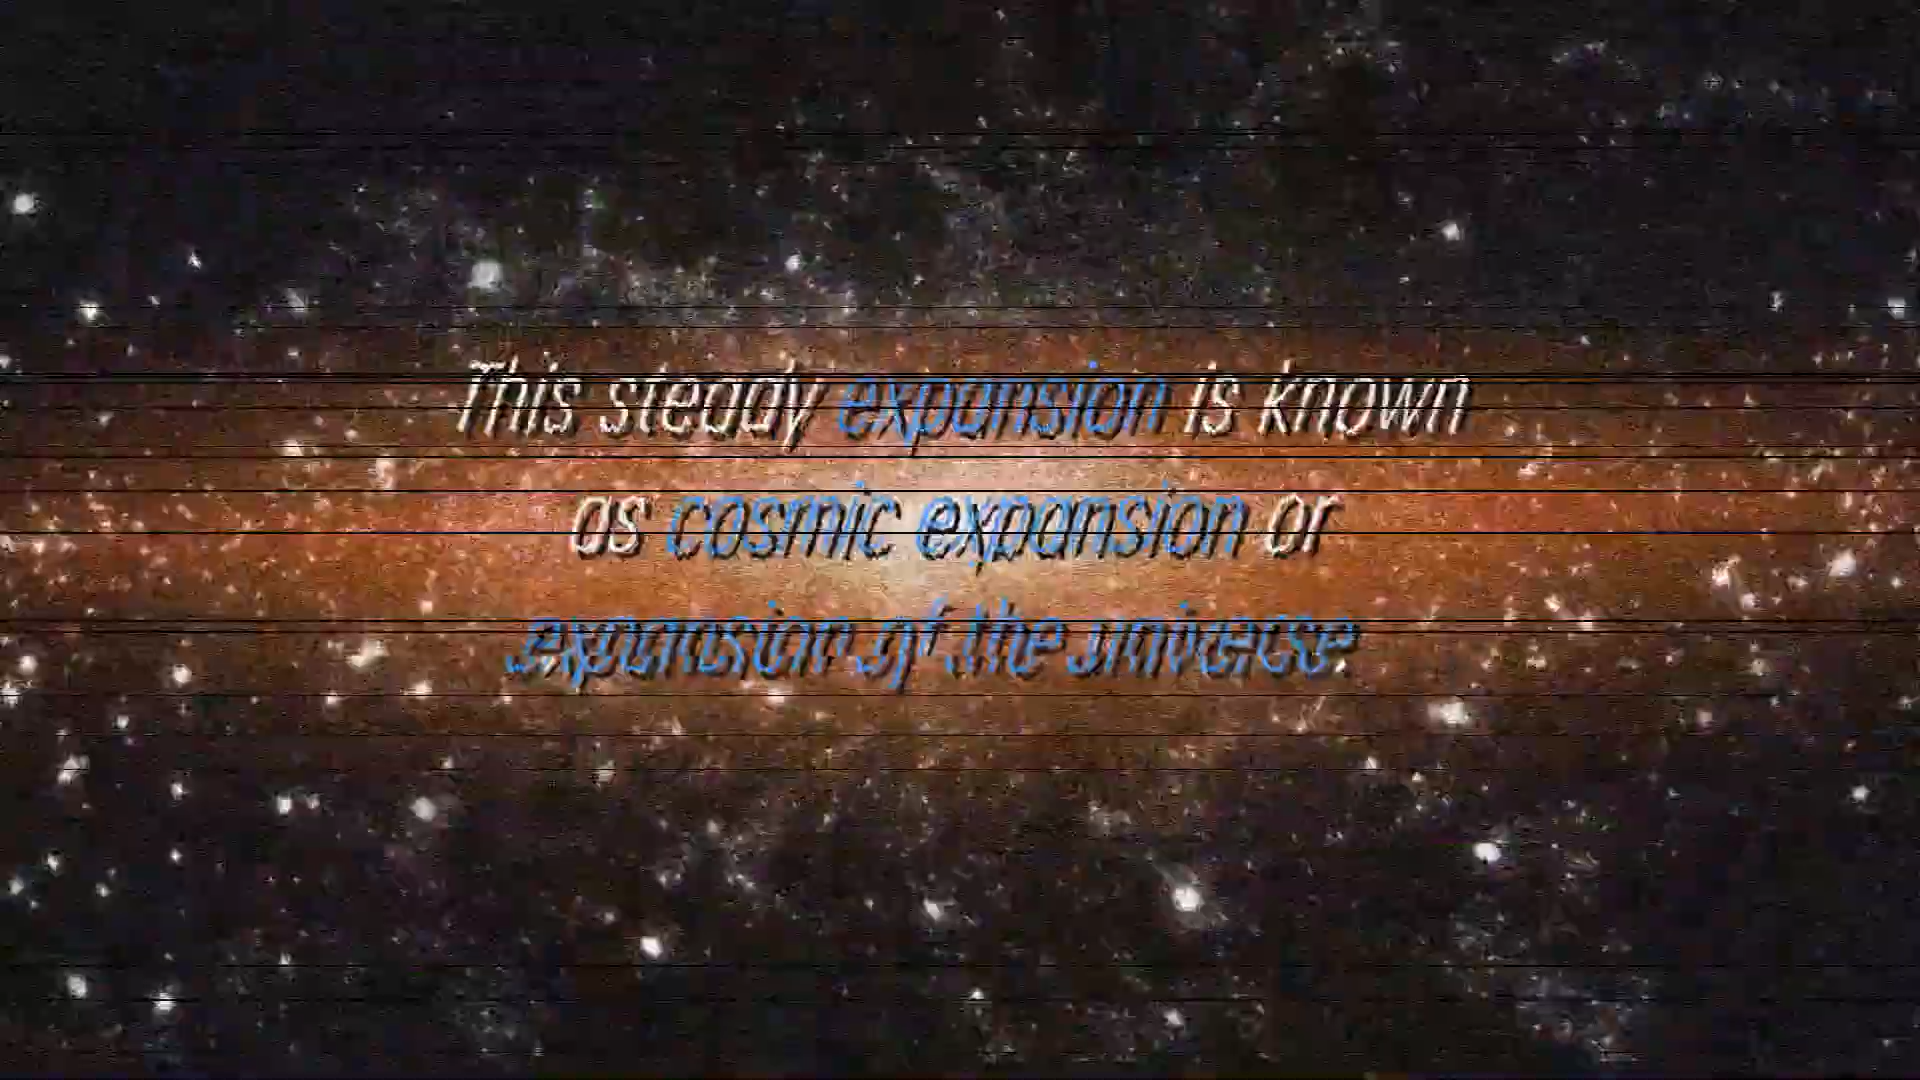 This steady expansion is known
as cosmic expansion or
expansion of the universe.